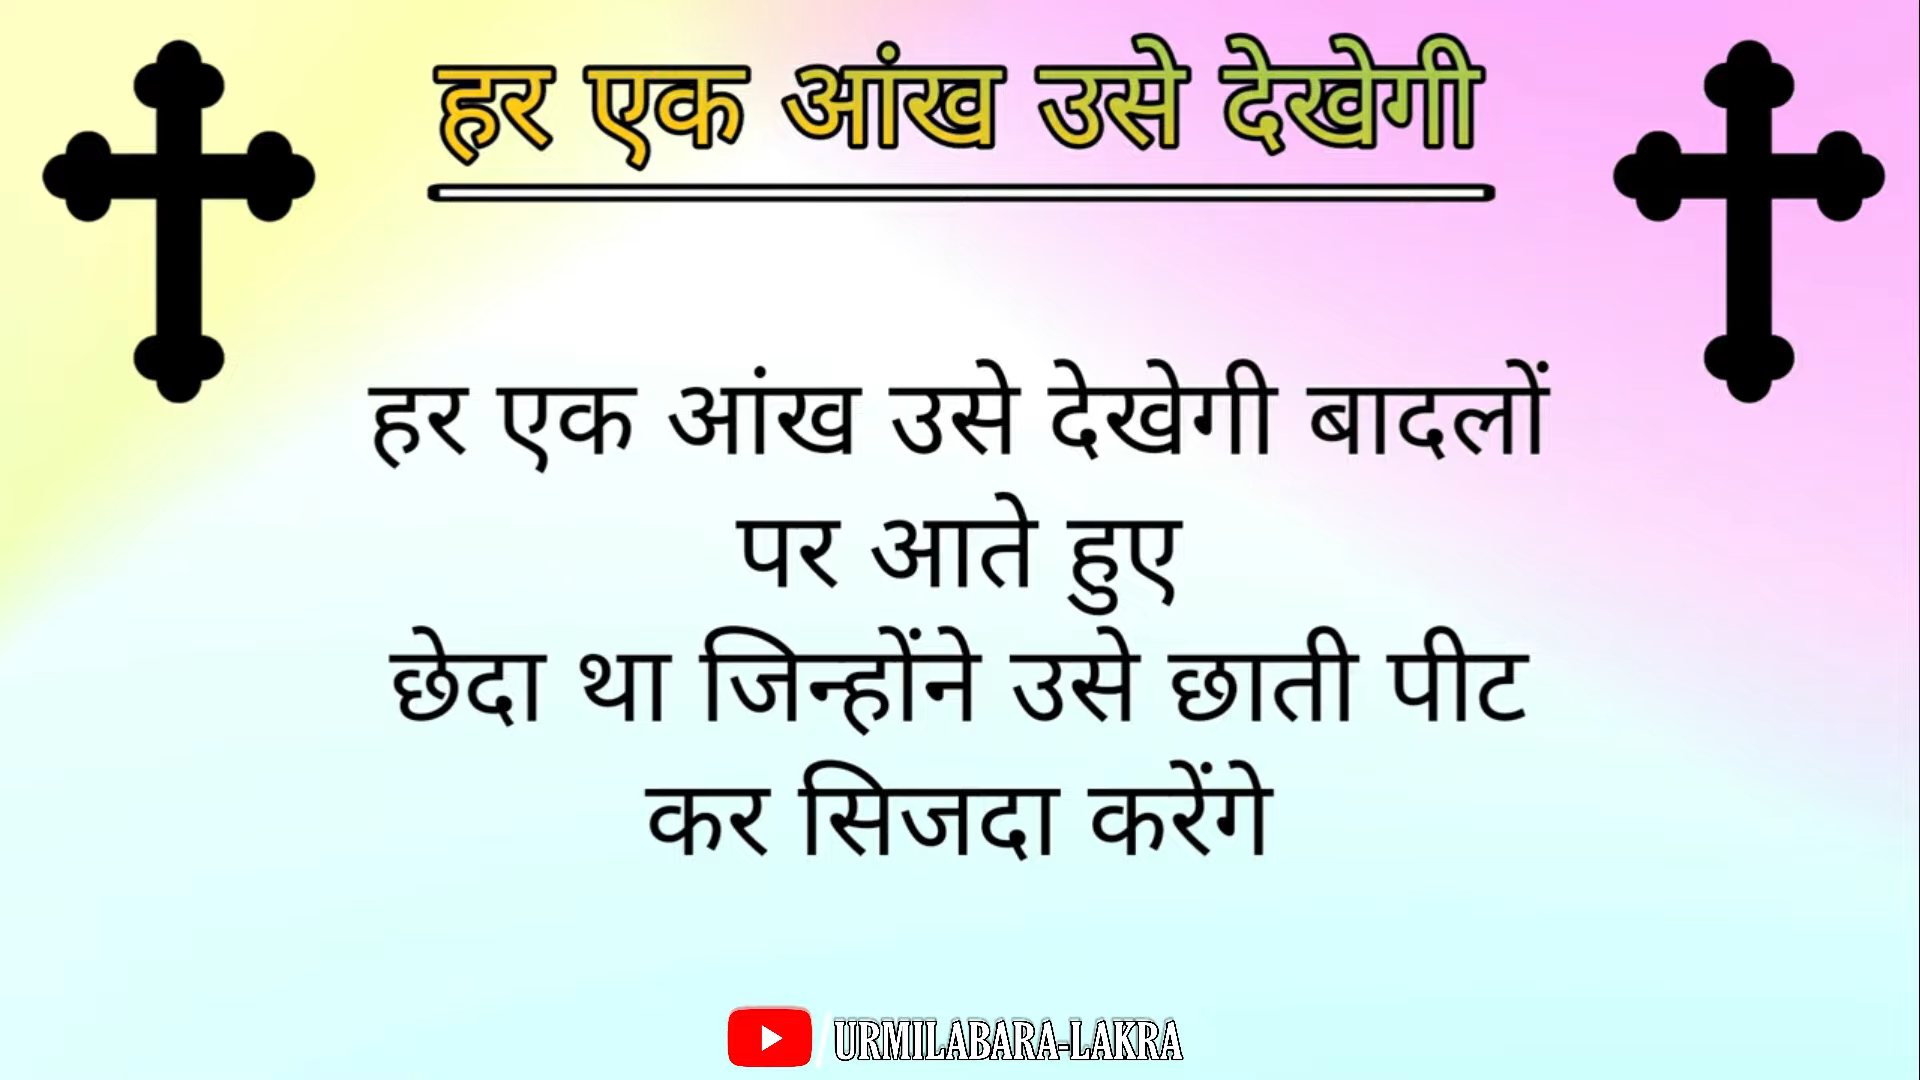 हर एक आंख उसे देखेगी
हर एक आंख उसे देखेगी बादलों
पर आते हुए
छेदा था जिन्होंने उसे छाती पीट
कर सिजदा करेंगे
URMILABARA-LAKRA